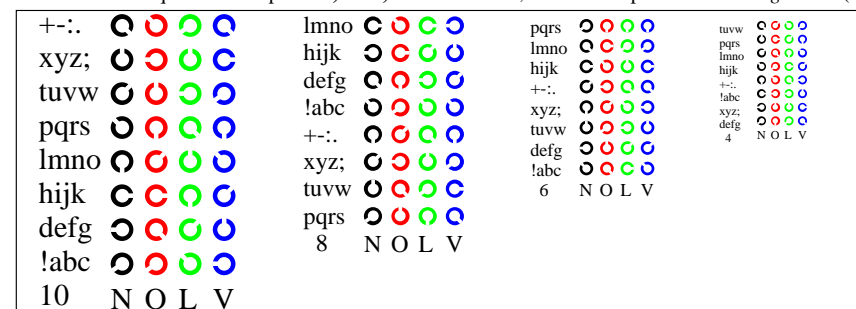 +-:.
xyz;
tuvw
pqrs
lmno
hijk
defg
!abc
10 N O L V
lmno
hijk
defg
!abc
+-:.
xyz;
tuvw
pqrs
8 N O L V
pqrs
lmno
hijk
+-:.
xyz;
tuvw
defg
!abc
6 N O L V
tuvw
pqrs
lmno
hijk
+-:.
!abc
xyz;
defg
4 N O L V